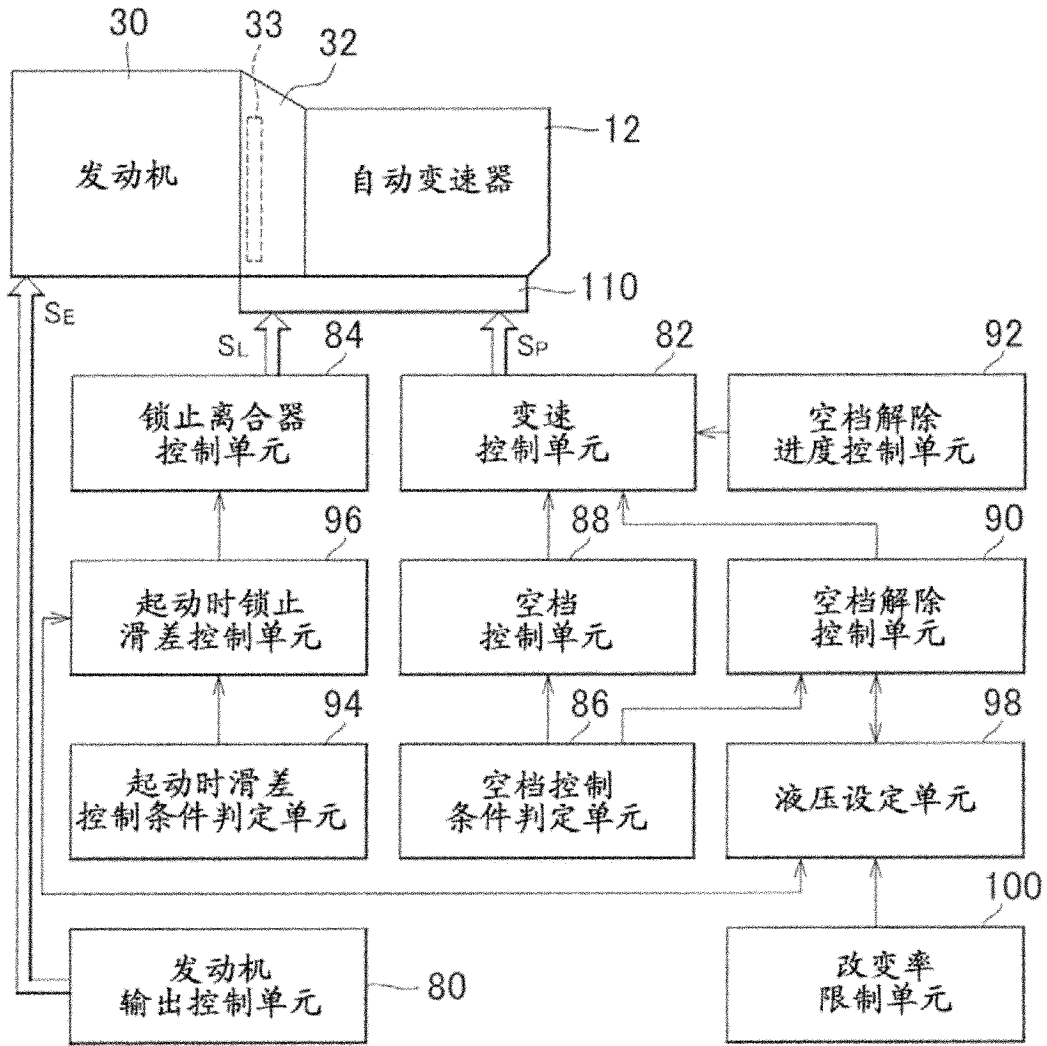 30
33
32
12
发动机
自动变速器
110
SE
SL
SP
84
82
92
锁止离合器
控制单元
变速
控制单元
空档解除
进度控制单元
96
88
90
起动时锁止
滑差控制单元
空档
控制单元
空档解除
控制单元
94
86
98
起动时滑差
控制条件判定单元
空档控制
条件判定单元
液压设定单元
100
发动机
输出控制单元
80
改变率
限制单元